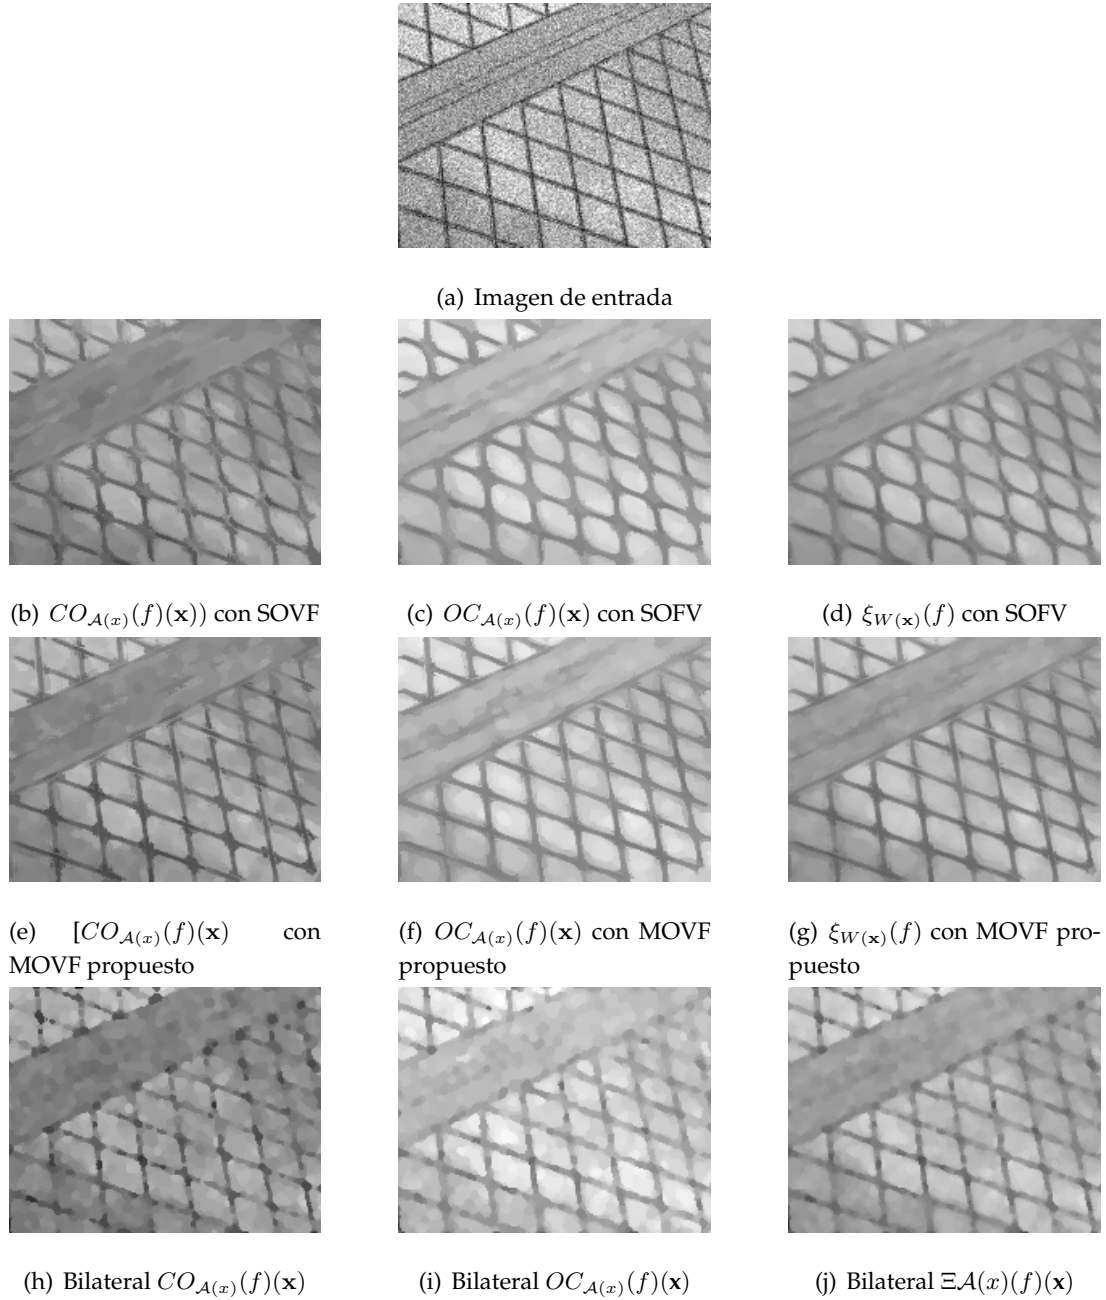 (a) Imagen de entrada
(b) $CO_{\mathcal{A}(x)}(f)(\mathbf{x}))$ con SOVF
(c) $OC_{\mathcal{A}(x)}(f)(\mathbf{x})$ con SOFV
(d) $\xi_{W(\mathbf{x})}(f)$ con SOFV
(e) [$CO_{\mathcal{A}(x)}(f)(\mathbf{x})$ con
MOVF propuesto
(f) $OC_{\mathcal{A}(x)}(f)(\mathbf{x})$ con MOVF
propuesto
(g) $\xi_{W(\mathbf{x})}(f)$ con MOVF pro-
puesto
(h) Bilateral $CO_{\mathcal{A}(x)}(f)(\mathbf{x})$
(i) Bilateral $OC_{\mathcal{A}(x)}(f)(\mathbf{x})$
(j) Bilateral $\Xi\mathcal{A}(x)(f)(\mathbf{x})$